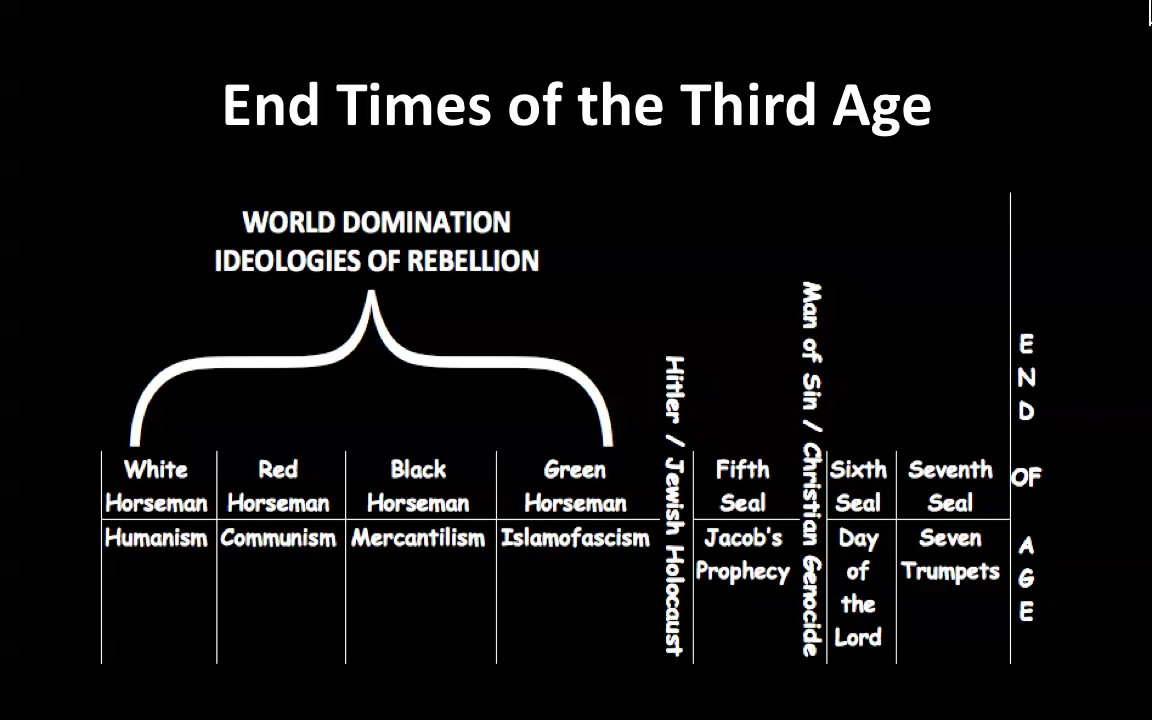 End Times of the Third Age
WORLD DOMINATION
IDEOLOGIES OF REBELLION
White
Horseman
Humanism
Red
Horseman
Communism
Black
Horseman
Mercantilism
Green
Horseman
Islamofascism
Hitler / Jewish Holocaust
Fifth
Seal
Jacob's
Prophecy
Man of Sin / Christian Genocide
Sixth
Seal
Day
of
the
Lord
Seventh
Seal
Seven
Trumpets
END
OF
AGE